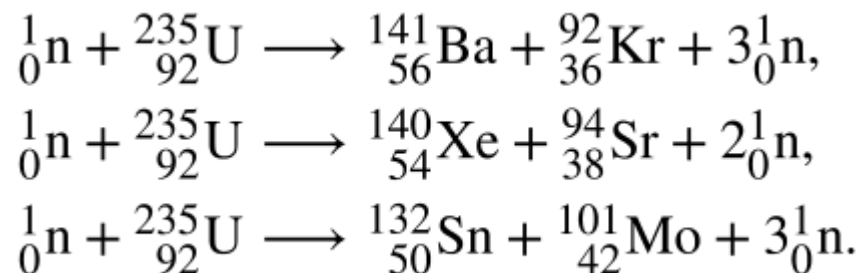 ¹₀n + ²³⁵₉₂U ⟶ ¹⁴¹₅₆Ba + ⁹²₃₆Kr + 3¹₀n,
¹₀n + ²³⁵₉₂U ⟶ ¹⁴⁰₅₄Xe + ⁹⁴₃₈Sr + 2¹₀n,
¹₀n + ²³⁵₉₂U ⟶ ¹³²₅₀Sn + ¹⁰¹₄₂Mo + 3¹₀n.